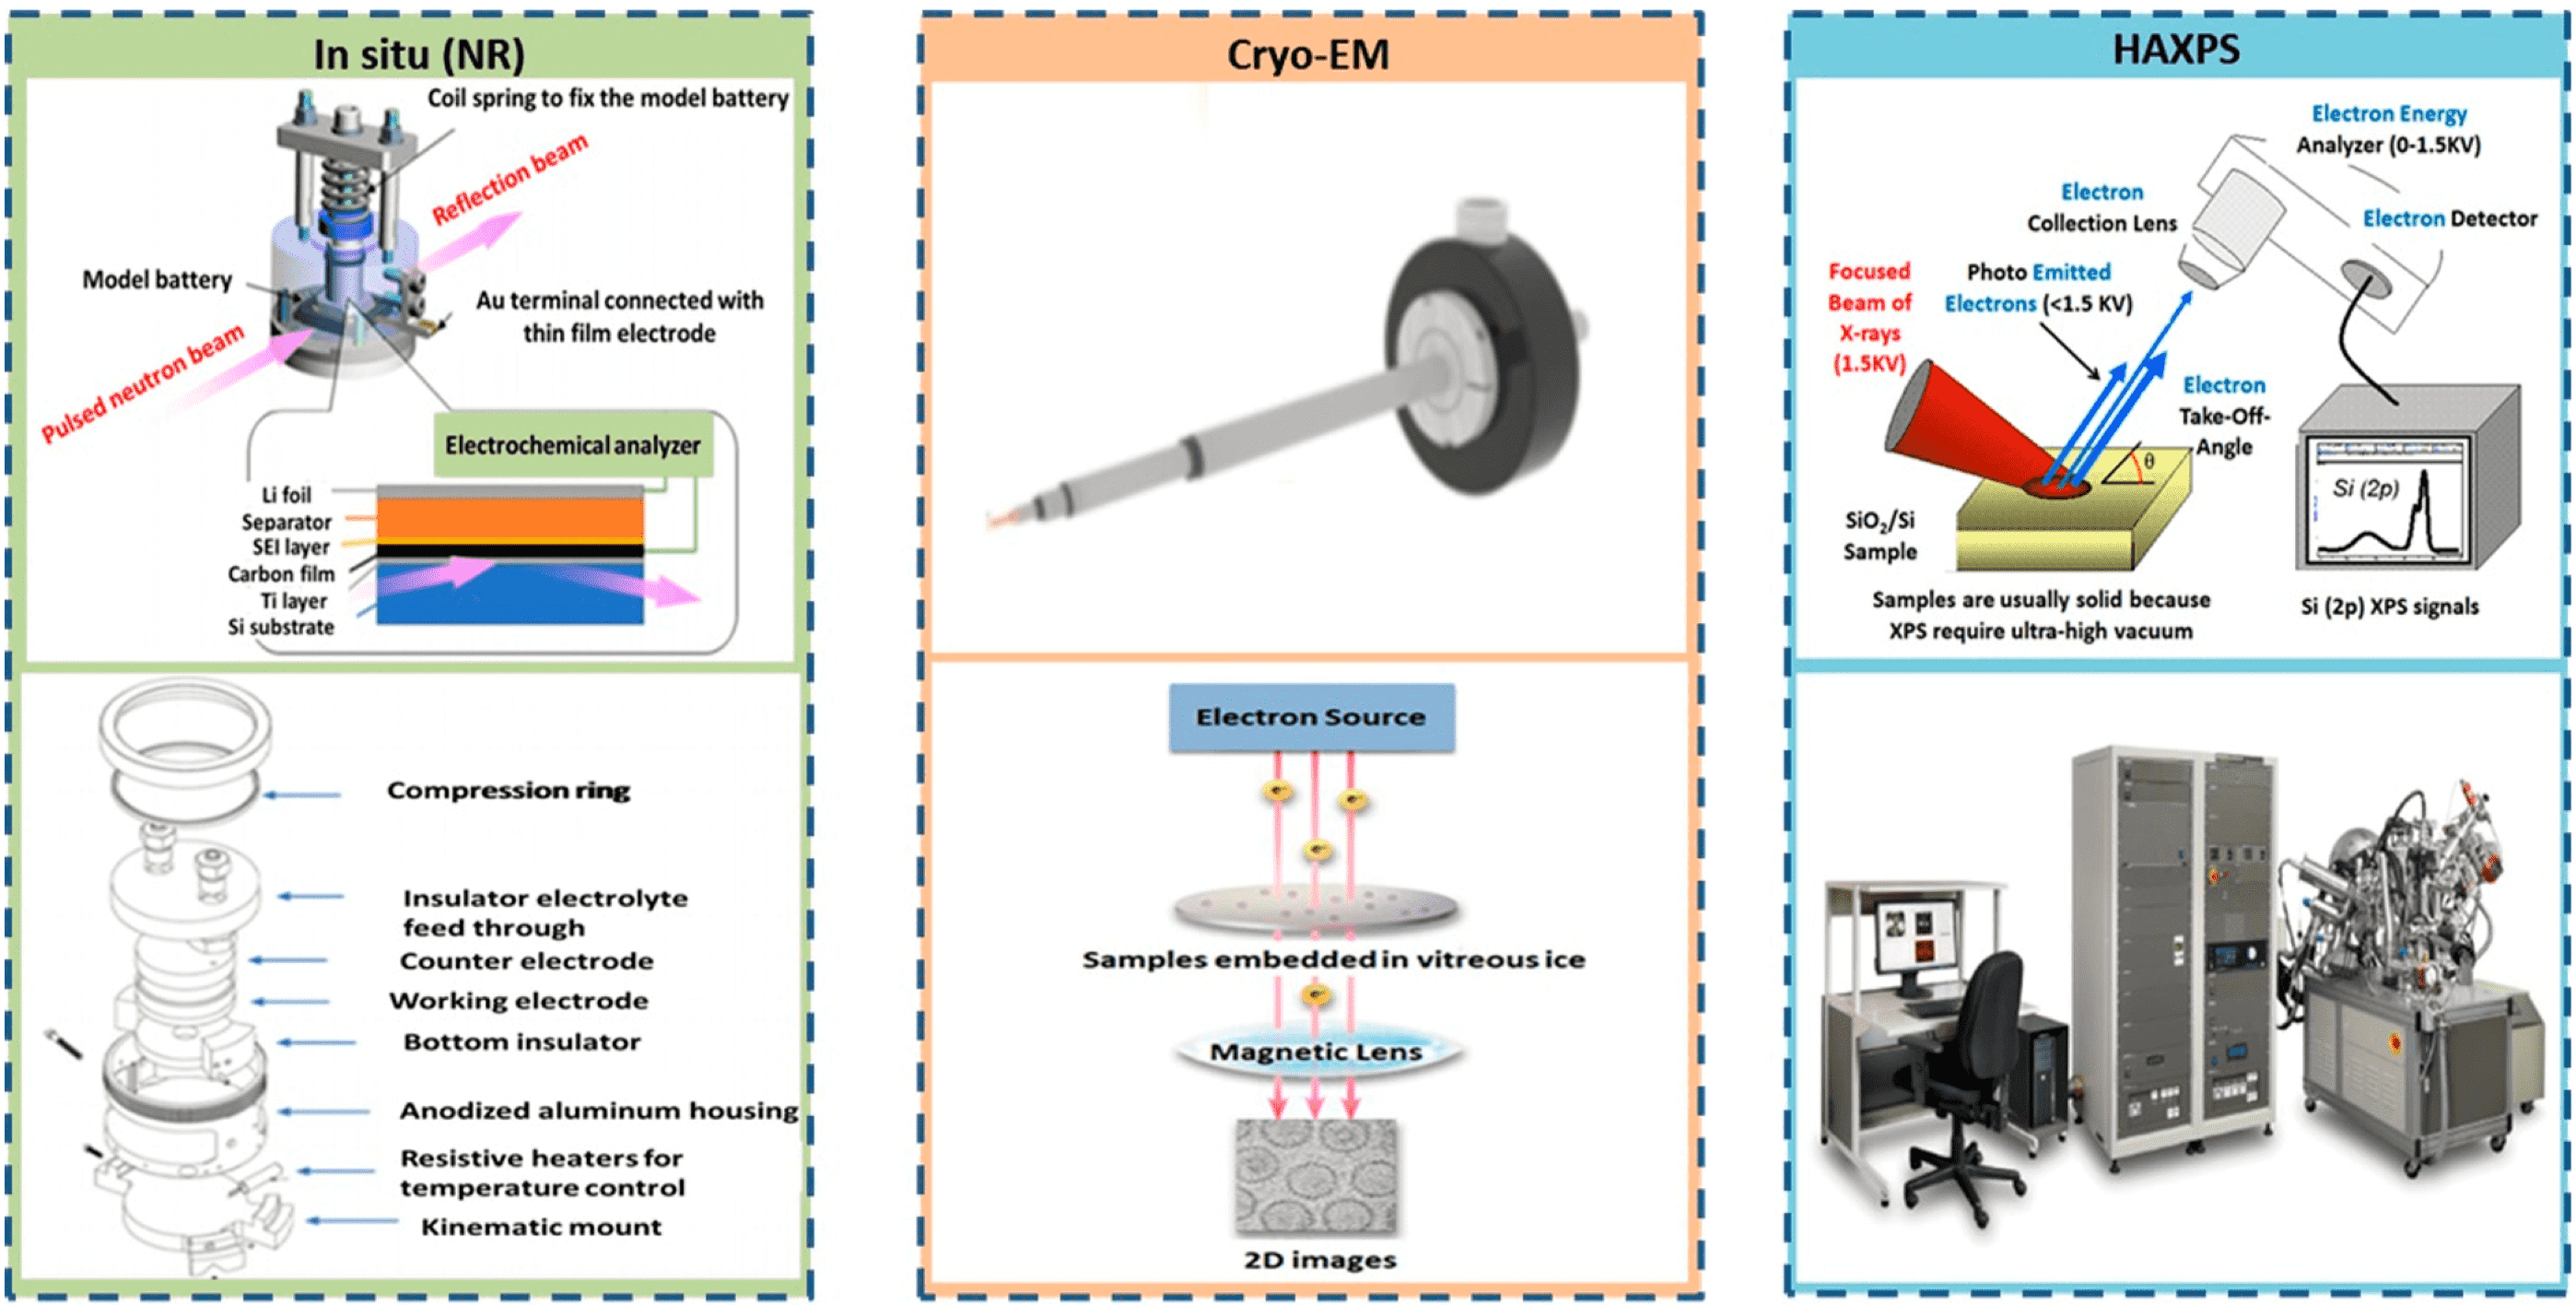 In situ (NR)
Coil spring to fix the model battery
Reflection beam
Model battery
Au terminal connected with
thin film electrode
Pulsed neutron beam
Electrochemical analyzer
Li foil
Separator
SEI layer
Carbon film
Ti layer
Si substrate
Compression ring
Insulator electrolyte
feed through
Counter electrode
Working electrode
Bottom insulator
Anodized aluminum housing
Resistive heaters for
temperature control
Kinematic mount
Cryo-EM
Electron Source
Samples embedded in vitreous ice
Magnetic Lens
2D images
HAXPS
Electron Energy
Analyzer (0-1.5KV)
Electron
Collection Lens
Electron Detector
Focused
Beam of
X-rays
(1.5KV)
Photo Emitted
Electrons (<1.5 KV)
Electron
Take-Off-
Angle
θ
Si (2p)
SiO₂/Si
Sample
Samples are usually solid because
XPS require ultra-high vacuum
Si (2p) XPS signals